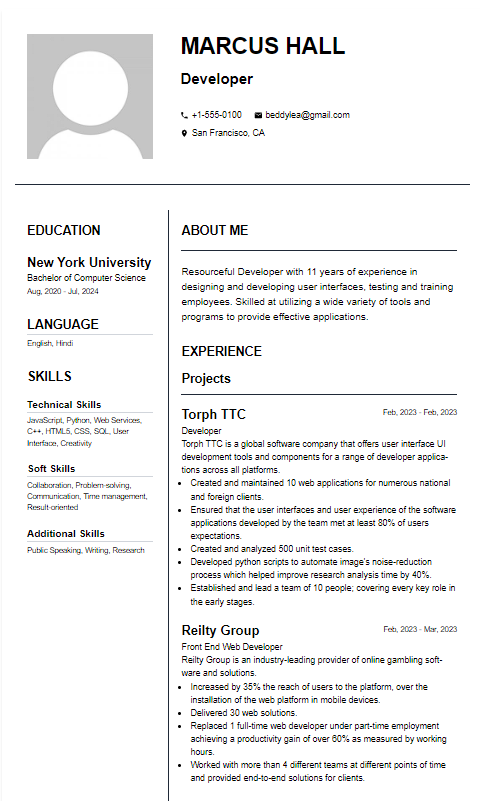 MARCUS HALL
Developer
+1-555-0100 beddylea@gmail.com
San Francisco, CA
EDUCATION
New York University
Bachelor of Computer Science
Aug, 2020 - Jul, 2024
LANGUAGE
English, Hindi
SKILLS
Technical Skills
JavaScript, Python, Web Services,
C++, HTML5, CSS, SQL, User
Interface, Creativity
Soft Skills
Collaboration, Problem-solving,
Communication, Time management,
Result-oriented
Additional Skills
Public Speaking, Writing, Research
ABOUT ME
Resourceful Developer with 11 years of experience in
designing and developing user interfaces, testing and training
employees. Skilled at utilizing a wide variety of tools and
programs to provide effective applications.
EXPERIENCE
Projects
Torph TTC Feb, 2023 - Feb, 2023
Developer
Torph TTC is a global software company that offers user interface UI
development tools and components for a range of developer applica-
tions across all platforms.
• Created and maintained 10 web applications for numerous national
and foreign clients.
• Ensured that the user interfaces and user experience of the software
applications developed by the team met at least 80% of users
expectations.
• Created and analyzed 500 unit test cases.
• Developed python scripts to automate image's noise-reduction
process which helped improve research analysis time by 40%.
• Established and lead a team of 10 people; covering every key role in
the early stages.
Reilty Group Feb, 2023 - Mar, 2023
Front End Web Developer
Reilty Group is an industry-leading provider of online gambling soft-
ware and solutions.
• Increased by 35% the reach of users to the platform, over the
installation of the web platform in mobile devices.
• Delivered 30 web solutions.
• Replaced 1 full-time web developer under part-time employment
achieving a productivity gain of over 60% as measured by working
hours.
• Worked with more than 4 different teams at different points of time
and provided end-to-end solutions for clients.